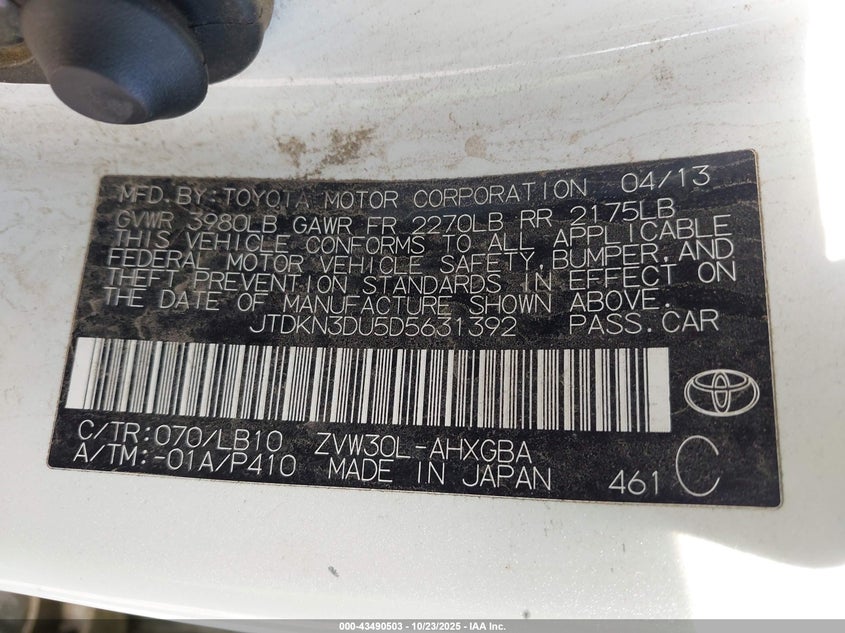 MFD. BY: TOYOTA MOTOR CORPORATION 04/13
GVWR 3980LB GAWR FR 2270LB RR 2175LB
THIS VEHICLE CONFORMS TO ALL APPLICABLE
FEDERAL MOTOR VEHICLE SAFETY, BUMPER, AND
THEFT PREVENTION STANDARDS IN EFFECT ON
THE DATE OF MANUFACTURE SHOWN ABOVE.
JTDKN3DU5D5631392 PASS. CAR
C/TR: 070/LB10 ZVW30L-AHXGBA
A/TM: -01A/P410 MADE IN JAPAN 461 C
000-43490503 - 10/23/2025 - IAA Inc.